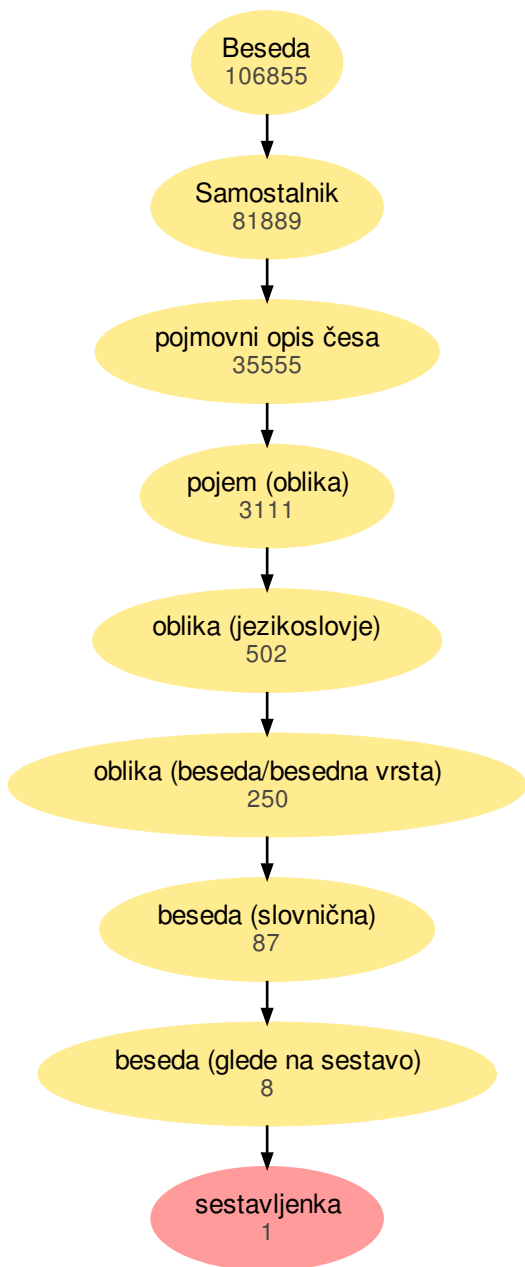 Beseda
106855
Samostalnik
81889
pojmovni opis česa
35555
pojem (oblika)
3111
oblika (jezikoslovje)
502
oblika (beseda/besedna vrsta)
250
beseda (slovnična)
87
beseda (glede na sestavo)
8
sestavljenka
1